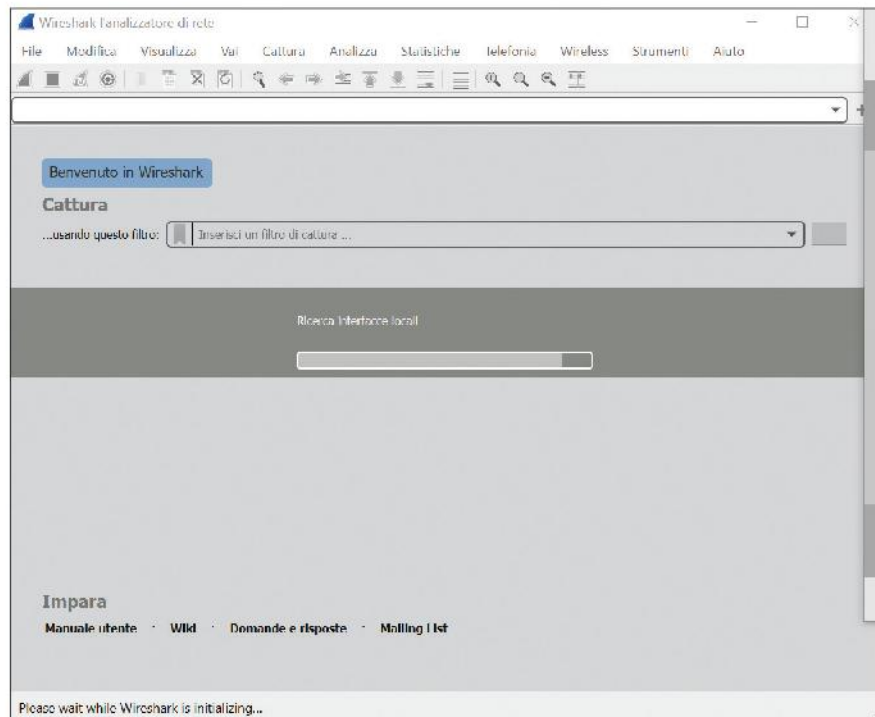 Wireshark l'analizzatore di rete
File Modifica Visualizza Vai Cattura Analizza Statistiche Telefonia Wireless Strumenti Aiuto
Benvenuto in Wireshark
Cattura
...usando questo filtro: Inserisci un filtro di cattura ...
Ricerca interfacce locali
Impara
Manuale utente · Wiki · Domande e risposte · Mailing List
Please wait while Wireshark is initializing...